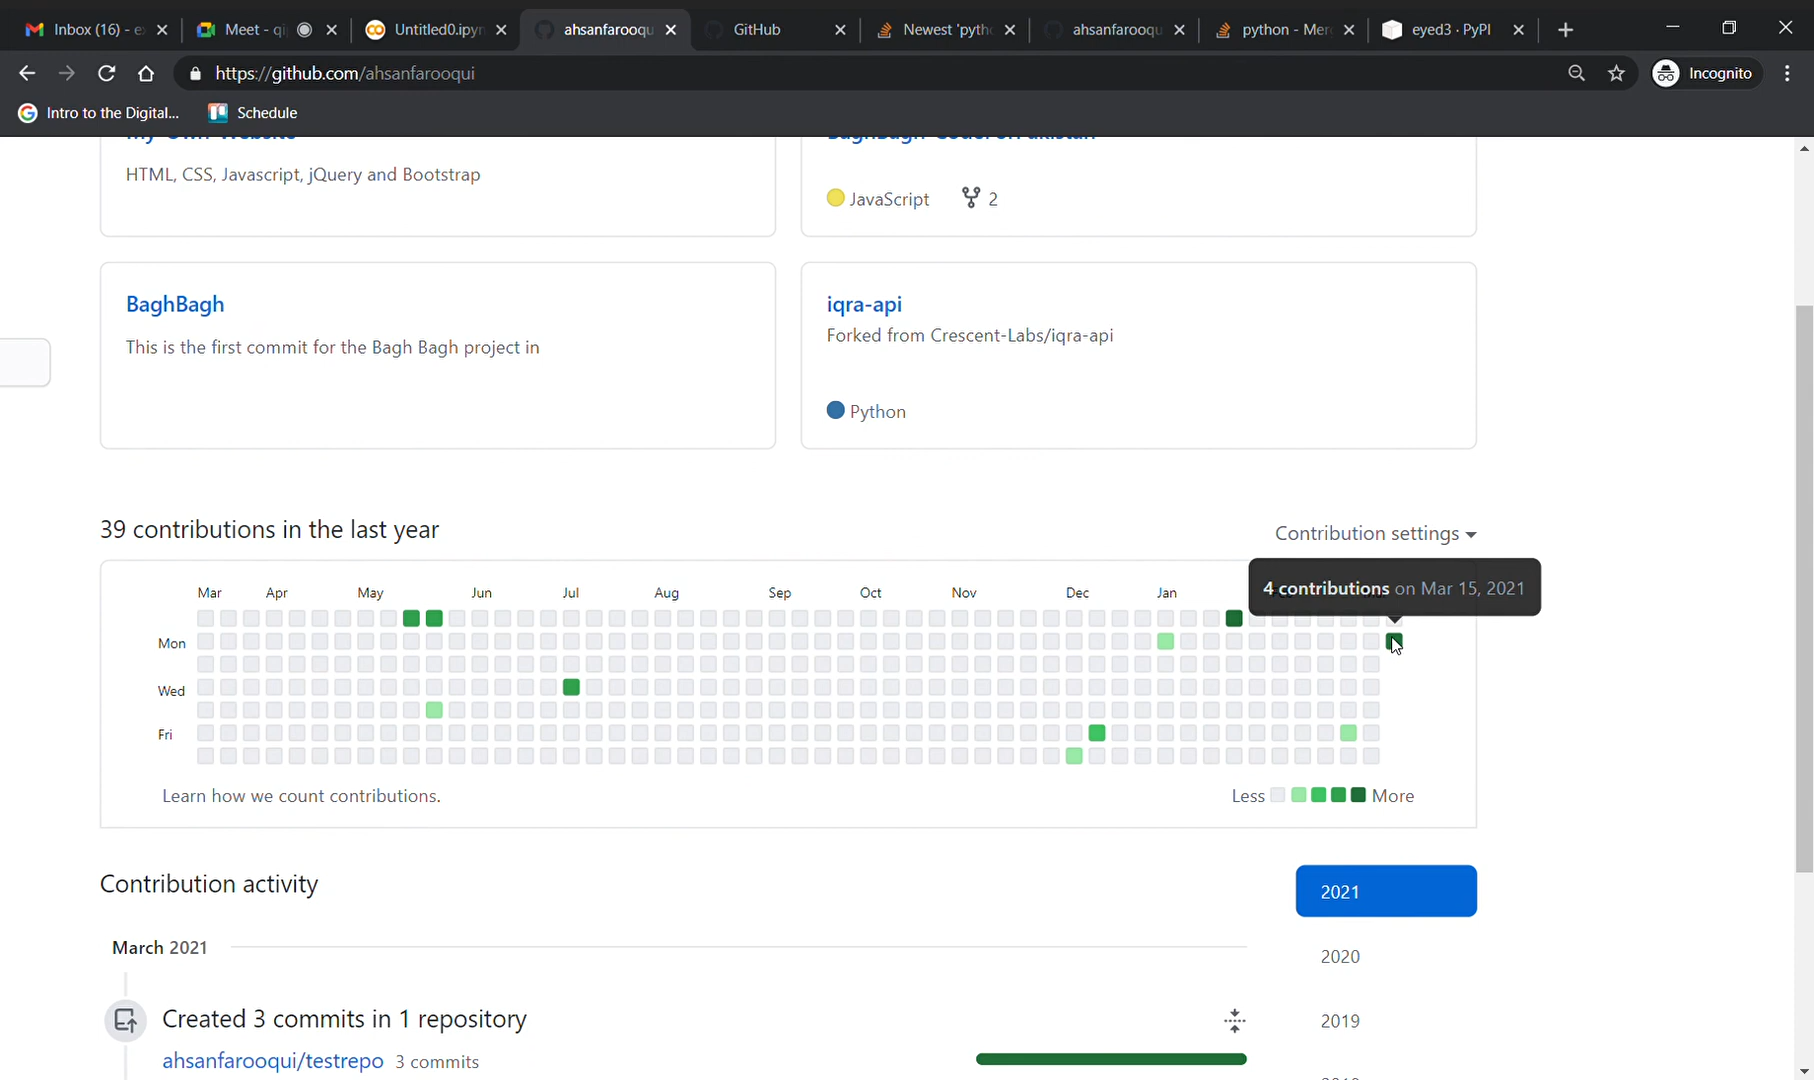 Inbox (16) - e
Meet - q
Untitled0.ipyn
ahsanfarooqu
GitHub
Newest 'pyth
ahsanfarooqu
python - Mer
eyed3 · PyPI
https://github.com/ahsanfarooqui
Incognito
Intro to the Digital...
Schedule
HTML, CSS, Javascript, jQuery and Bootstrap
JavaScript 2
BaghBagh
This is the first commit for the Bagh Bagh project in
iqra-api
Forked from Crescent-Labs/iqra-api
Python
39 contributions in the last year
Contribution settings
4 contributions on Mar 15, 2021
Mar Apr May Jun Jul Aug Sep Oct Nov Dec Jan
Mon
Wed
Fri
Learn how we count contributions.
Less More
Contribution activity
2021
March 2021
2020
Created 3 commits in 1 repository
2019
ahsanfarooqui/testrepo 3 commits